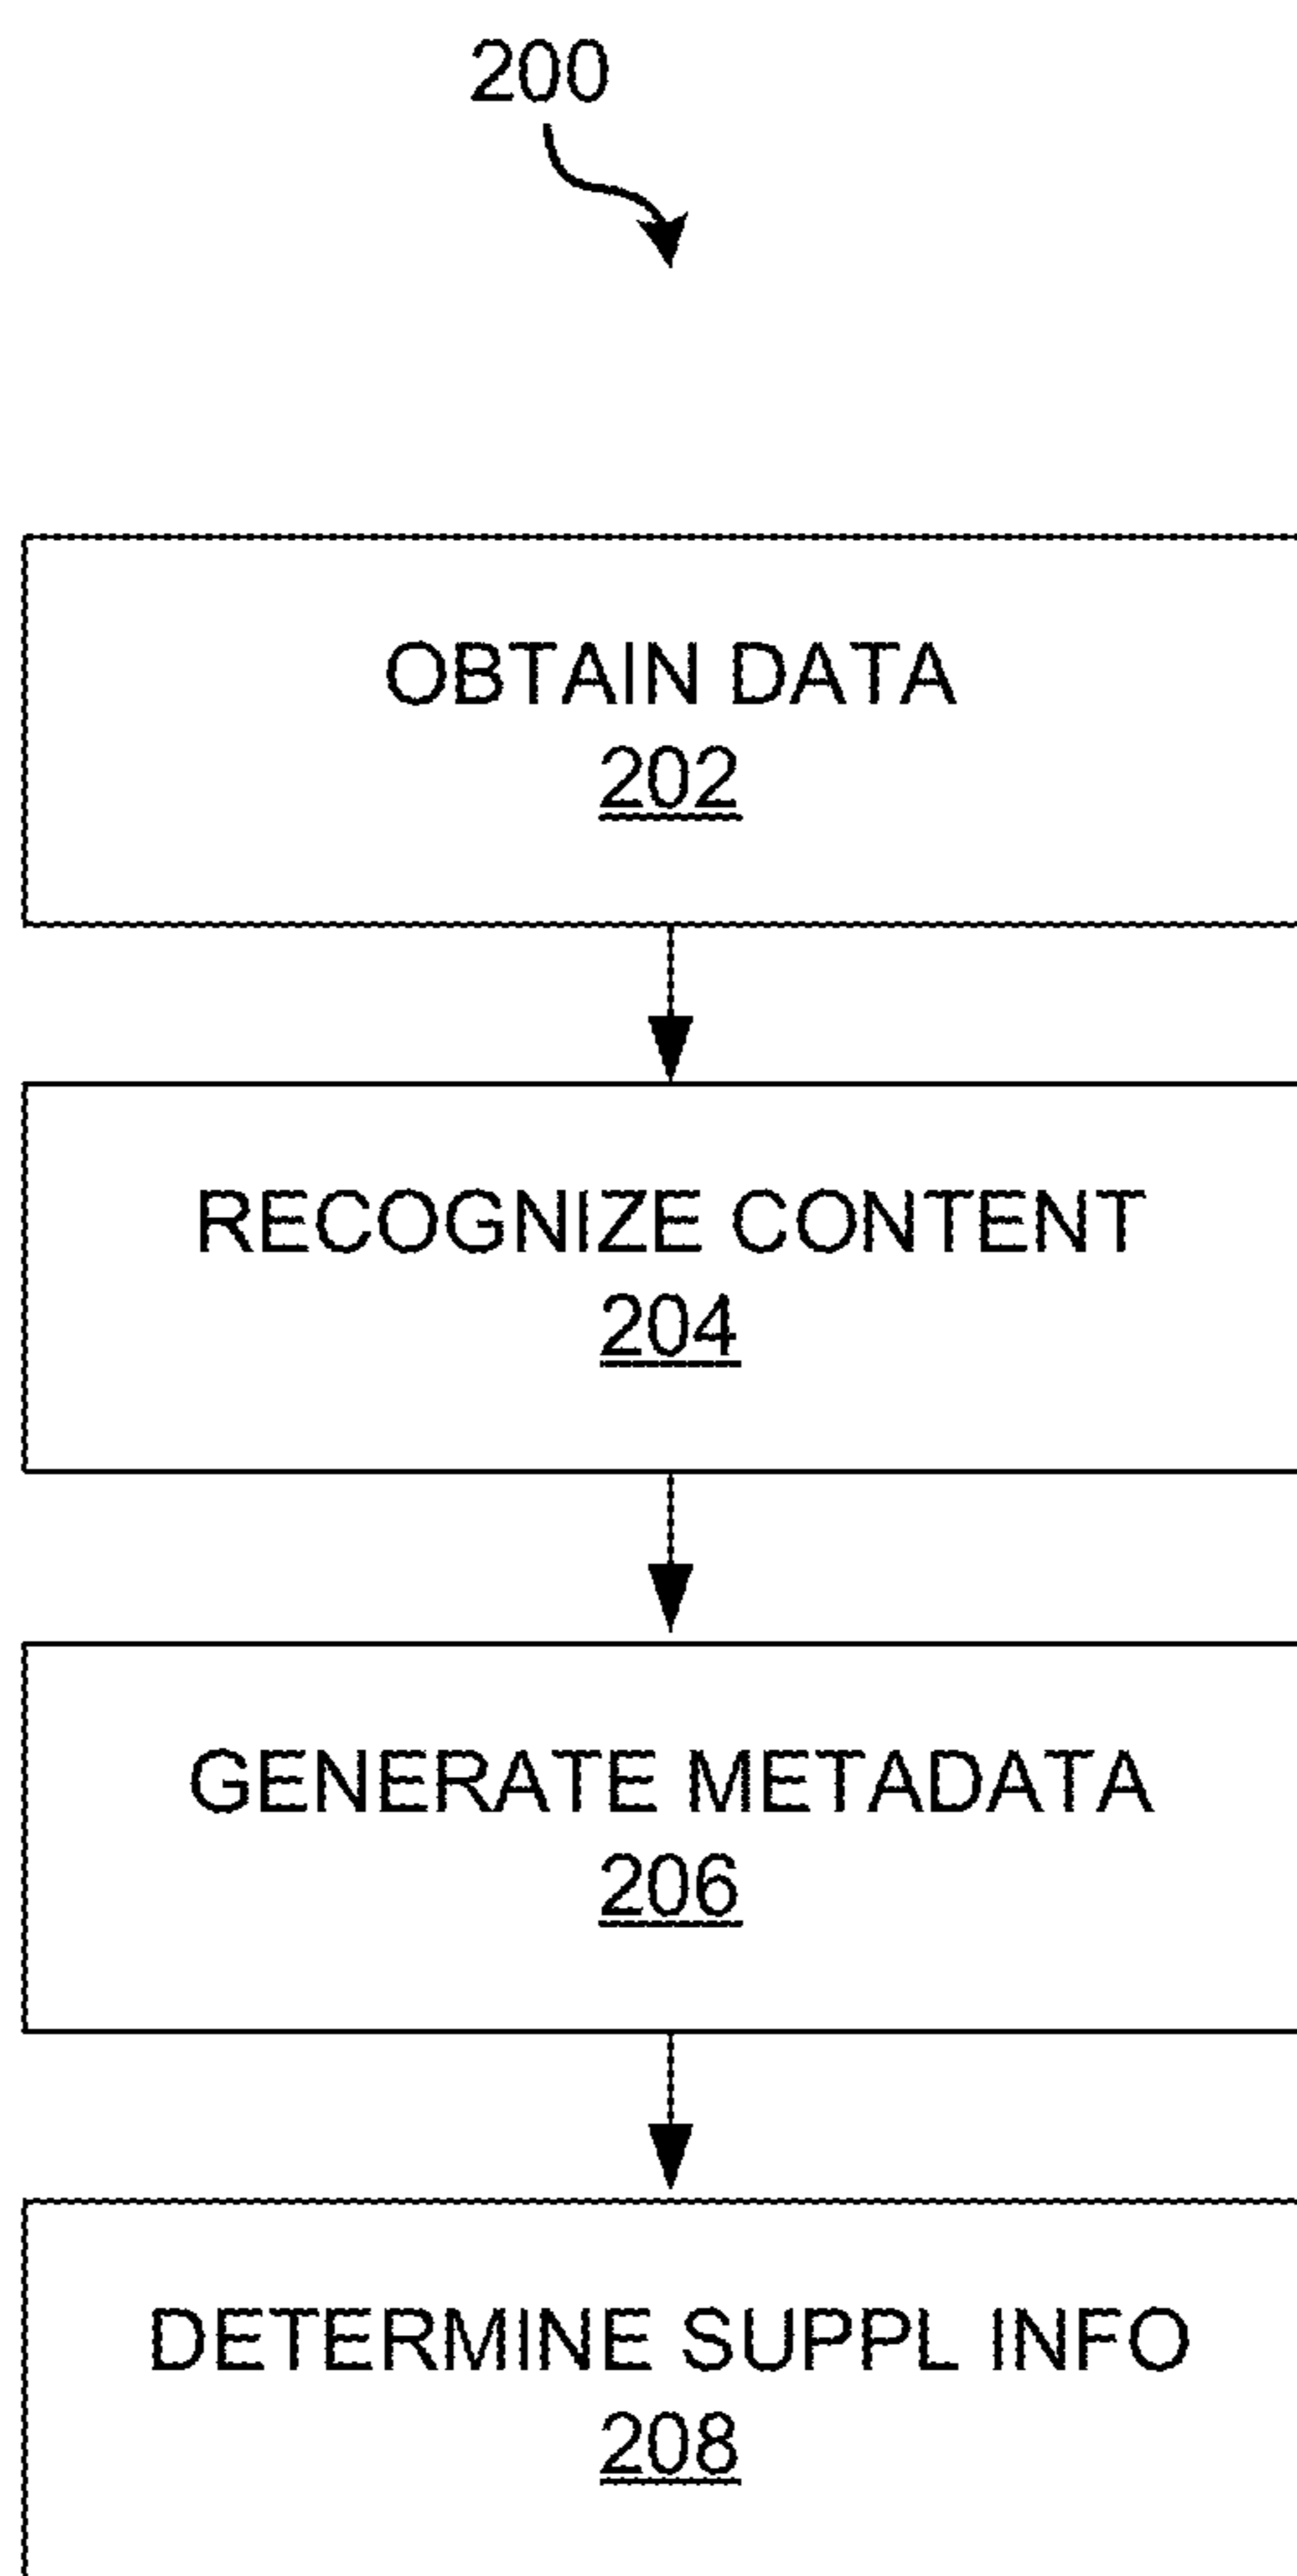 200
OBTAIN DATA
202
RECOGNIZE CONTENT
204
GENERATE METADATA
206
DETERMINE SUPPL INFO
208